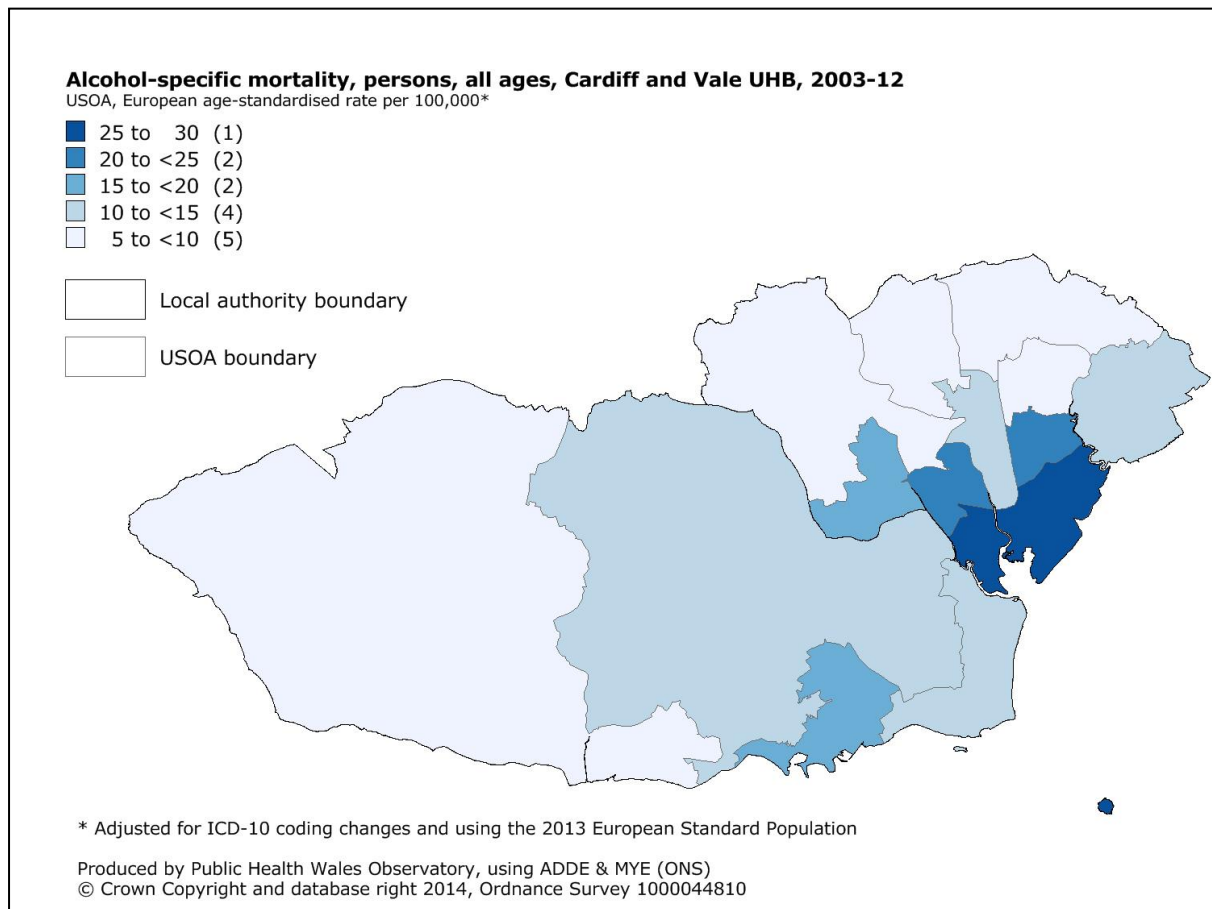 Alcohol-specific mortality, persons, all ages, Cardiff and Vale UHB, 2003-12
USOA, European age-standardised rate per 100,000*
25 to 30 (1)
20 to <25 (2)
15 to <20 (2)
10 to <15 (4)
5 to <10 (5)
Local authority boundary
USOA boundary
* Adjusted for ICD-10 coding changes and using the 2013 European Standard Population
Produced by Public Health Wales Observatory, using ADDE & MYE (ONS)
© Crown Copyright and database right 2014, Ordnance Survey 1000044810